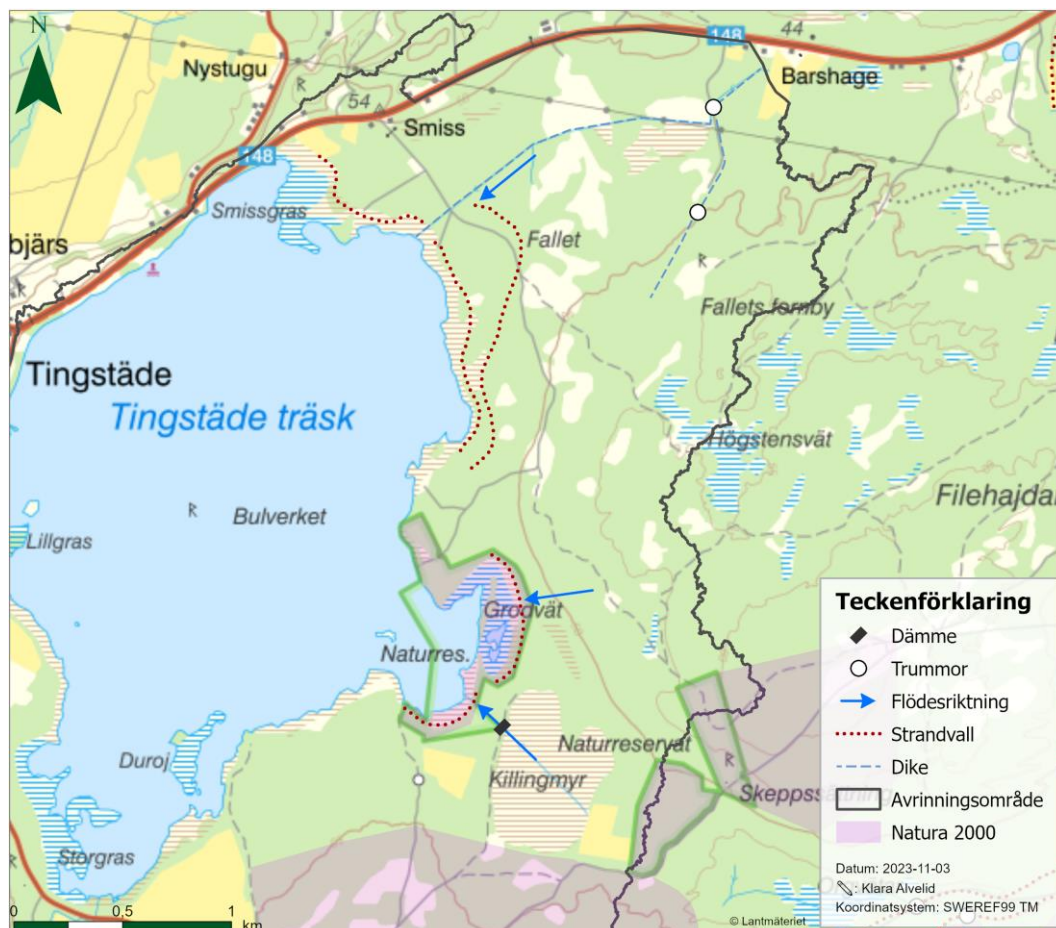 N
148
44
Nystugu
Barshage
54
Smiss
148
Smissgras
bjärs
Fallet
Fallets fornby
Tingstäde
Tingstäde träsk
Högstensvät
Filehajda
Bulverket
Lillgras
Grodvät
Naturres.
Naturreservat
Duroj
Killingmyr
Storgras
0 0,5 1
km
Teckenförklaring
Dämme
Trummor
Flödesriktning
Strandvall
Dike
Avrinningsområde
Natura 2000
Datum: 2023-11-03
: Klara Alvelid
Koordinatsystem: SWEREF99 TM
© Lantmäteriet